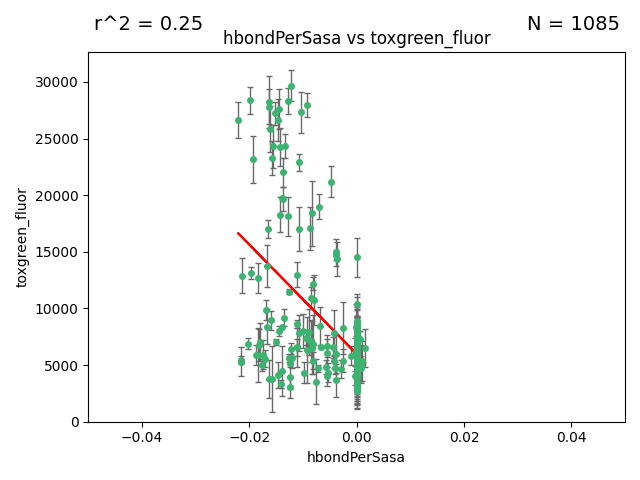 r^2 = 0.25
N = 1085
hbondPerSasa vs toxgreen_fluor
toxgreen_fluor
30000
25000
20000
15000
10000
5000
0
−0.04
−0.02
0.00
0.02
0.04
hbondPerSasa